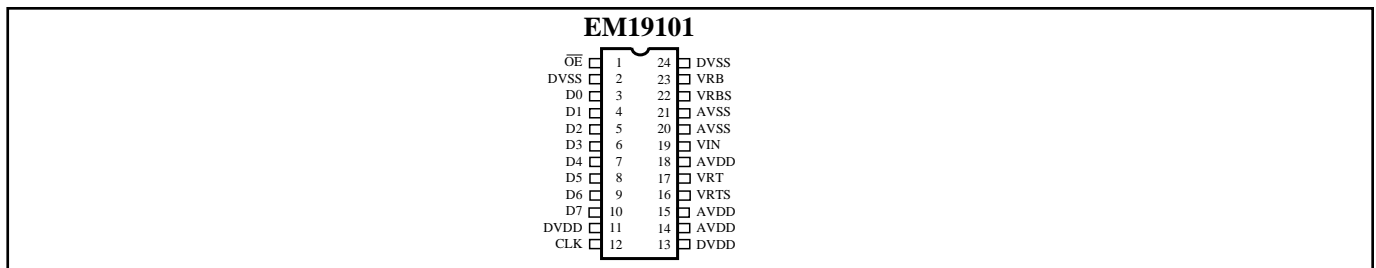 EM19101
O̅E̅ 1 24 DVSS
DVSS 2 23 VRB
D0 3 22 VRBS
D1 4 21 AVSS
D2 5 20 AVSS
D3 6 19 VIN
D4 7 18 AVDD
D5 8 17 VRT
D6 9 16 VRTS
D7 10 15 AVDD
DVDD 11 14 AVDD
CLK 12 13 DVDD